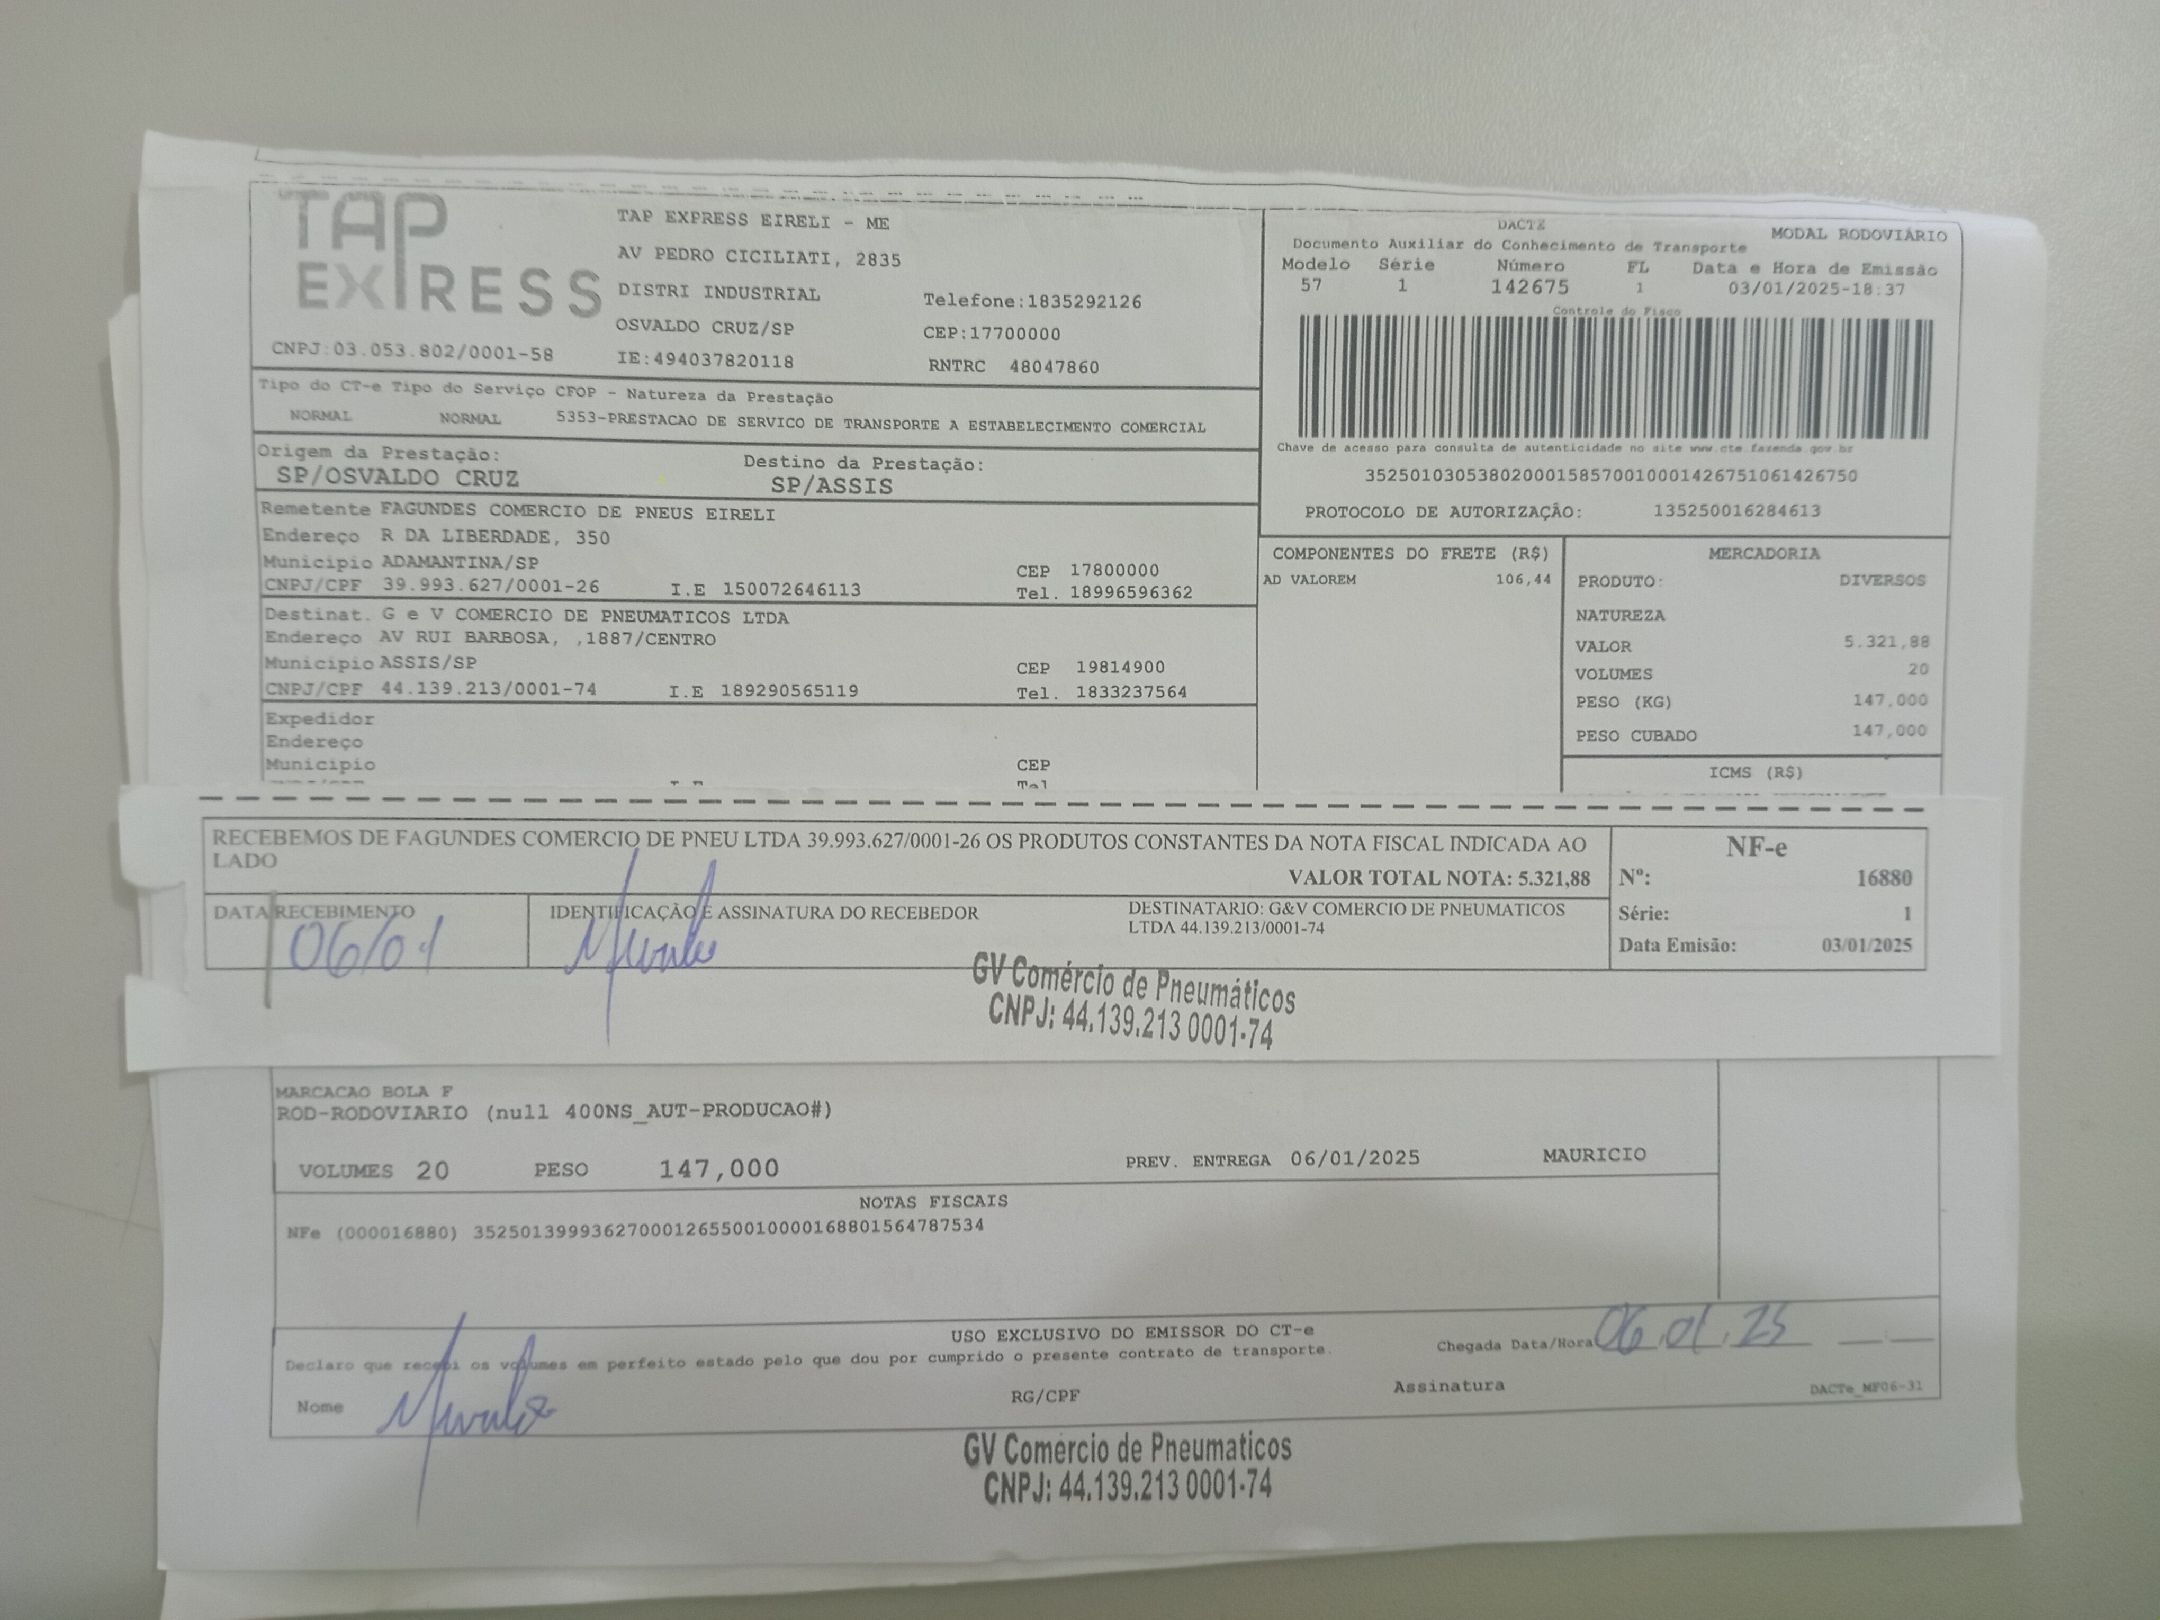 TAP
EXPRESS
CNPJ:03.053.802/0001-58
TAP EXPRESS EIRELI - ME
AV PEDRO CICILIATI, 2835
DISTRI INDUSTRIAL
OSVALDO CRUZ/SP
IE:494037820118
Telefone:1835292126
CEP:17700000
RNTRC 48047860
DACTE
MODAL RODOVIÁRIO
Documento Auxiliar do Conhecimento de Transporte
Modelo Série Número FL Data e Hora de Emissão
57 1 142675 1 03/01/2025-18:37
Controle do Fisco
Chave de acesso para consulta de autenticidade no site www.cte.fazenda.gov.br
35250103053802000158570010001426751061426750
PROTOCOLO DE AUTORIZAÇÃO: 135250016284613
Tipo do CT-e Tipo do Serviço CFOP - Natureza da Prestação
NORMAL NORMAL 5353-PRESTACAO DE SERVICO DE TRANSPORTE A ESTABELECIMENTO COMERCIAL
Origem da Prestação: Destino da Prestação:
SP/OSVALDO CRUZ SP/ASSIS
Remetente FAGUNDES COMERCIO DE PNEUS EIRELI
Endereço R DA LIBERDADE, 350
Municipio ADAMANTINA/SP CEP 17800000
CNPJ/CPF 39.993.627/0001-26 I.E 150072646113 Tel. 18996596362
Destinat. G e V COMERCIO DE PNEUMATICOS LTDA
Endereço AV RUI BARBOSA, ,1887/CENTRO
Municipio ASSIS/SP CEP 19814900
CNPJ/CPF 44.139.213/0001-74 I.E 189290565119 Tel. 1833237564
Expedidor
Endereço
Municipio CEP
Tel
COMPONENTES DO FRETE (R$)
AD VALOREM 106,44
MERCADORIA
PRODUTO: DIVERSOS
NATUREZA
VALOR 5.321,88
VOLUMES 20
PESO (KG) 147,000
PESO CUBADO 147,000
ICMS (R$)
RECEBEMOS DE FAGUNDES COMERCIO DE PNEU LTDA 39.993.627/0001-26 OS PRODUTOS CONSTANTES DA NOTA FISCAL INDICADA AO
LADO
VALOR TOTAL NOTA: 5.321,88
DATA RECEBIMENTO
06/01
IDENTIFICAÇÃO E ASSINATURA DO RECEBEDOR
DESTINATARIO: G&V COMERCIO DE PNEUMATICOS
LTDA 44.139.213/0001-74
NF-e
Nº: 16880
Série: 1
Data Emisão: 03/01/2025
GV Comércio de Pneumáticos
CNPJ: 44.139.213 0001-74
MARCACAO BOLA F
ROD-RODOVIARIO (null 400NS_AUT-PRODUCAO#)
VOLUMES 20 PESO 147,000 PREV. ENTREGA 06/01/2025 MAURICIO
NOTAS FISCAIS
NFe (000016880) 35250139993627000126550010000168801564787534
USO EXCLUSIVO DO EMISSOR DO CT-e
Declaro que recebi os volumes em perfeito estado pelo que dou por cumprido o presente contrato de transporte.
Chegada Data/Hora 06.01.25
Nome RG/CPF Assinatura
DACTe_MF06-31
GV Comércio de Pneumaticos
CNPJ: 44.139.213 0001-74